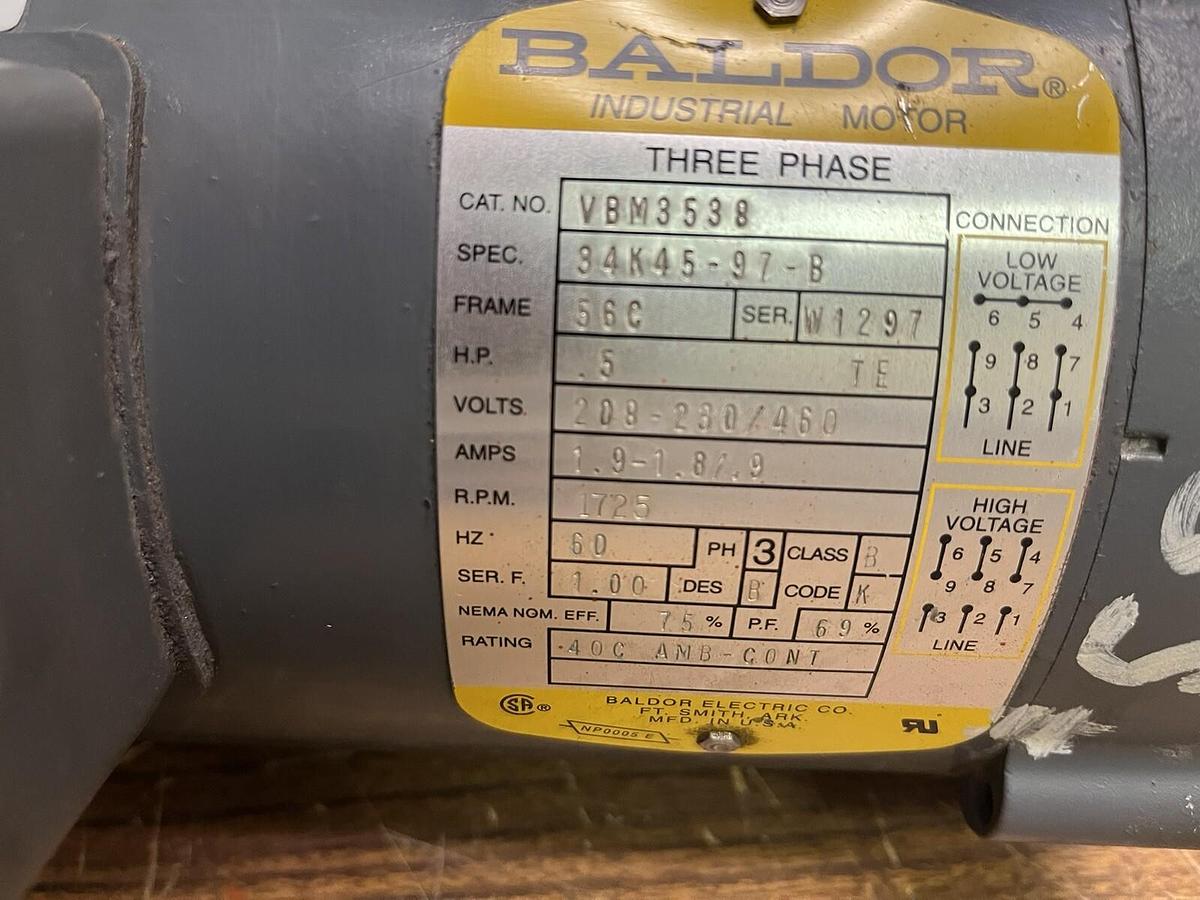 BALDOR®
INDUSTRIAL MOTOR
THREE PHASE
CAT. NO. VBM3538
SPEC. 34K45-97-B
FRAME 56C SER. W1297
H.P. .5 TE
VOLTS 208-230/460
AMPS 1.9-1.8/.9
R.P.M. 1725
HZ 60 PH 3 CLASS B
SER. F. 1.00 DES B CODE K
NEMA NOM. EFF. 75 % P.F. 69 %
RATING 40C AMB-CONT
CONNECTION
LOW
VOLTAGE
6 5 4
9 8 7
3 2 1
LINE
HIGH
VOLTAGE
6 5 4
9 8 7
3 2 1
LINE
SA ®
BALDOR ELECTRIC CO.
FT. SMITH, ARK.
MFD. IN U.S.A.
NP0005 E
RU